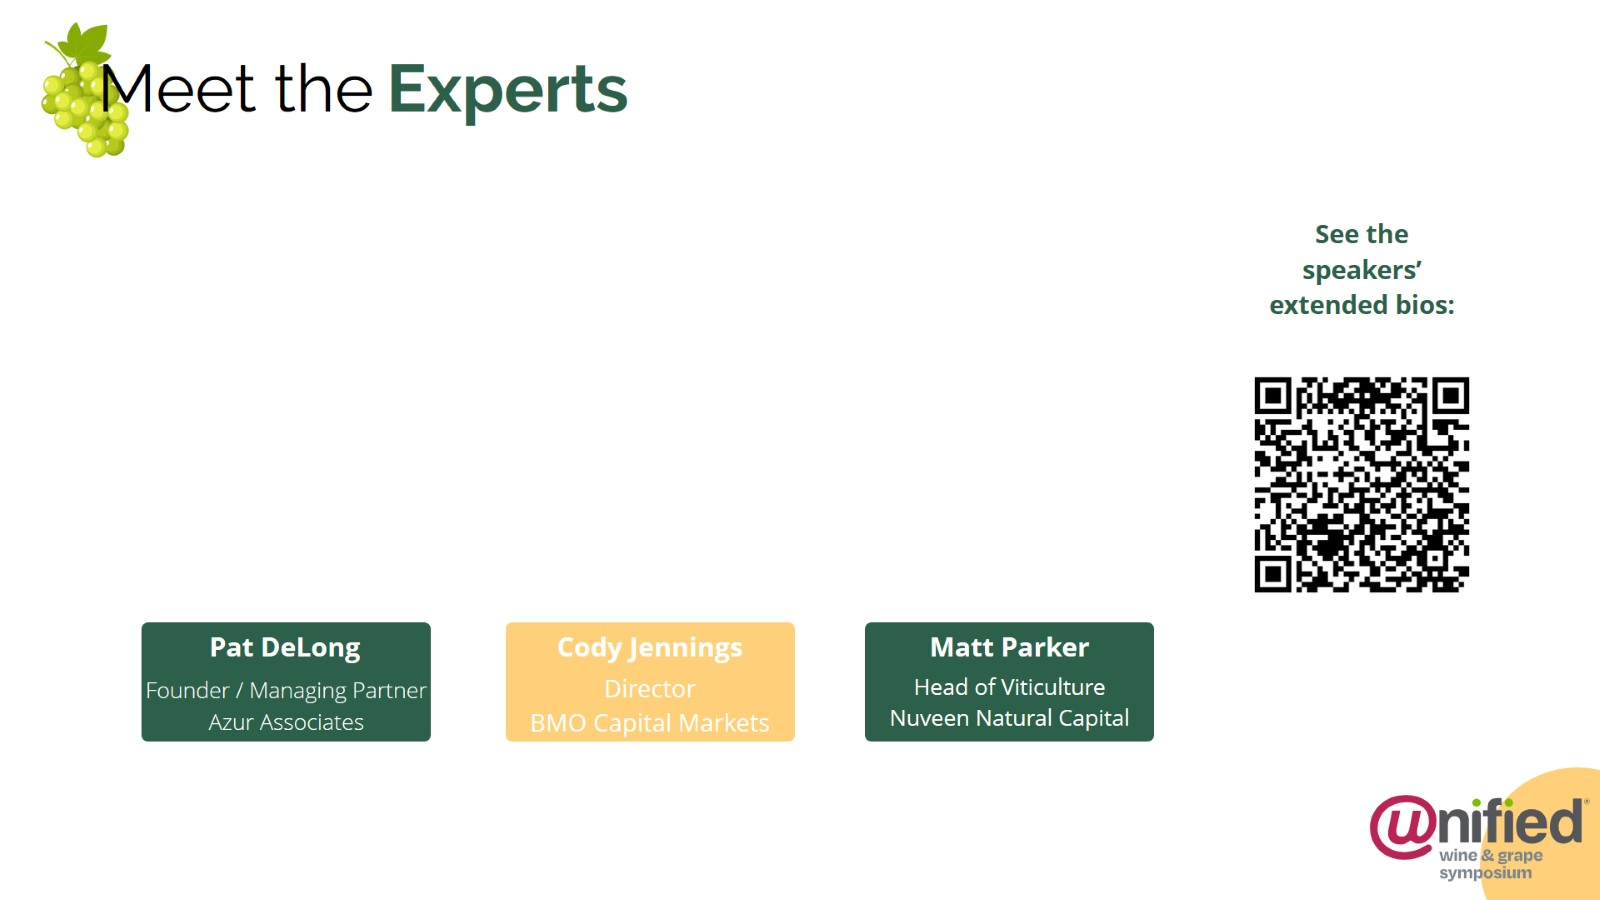 Meet the Experts
See the
speakers’
extended bios:
Pat DeLong
Founder / Managing Partner
Azur Associates
Cody Jennings
Director
BMO Capital Markets
Matt Parker
Head of Viticulture
Nuveen Natural Capital
@unified®
wine & grape
symposium